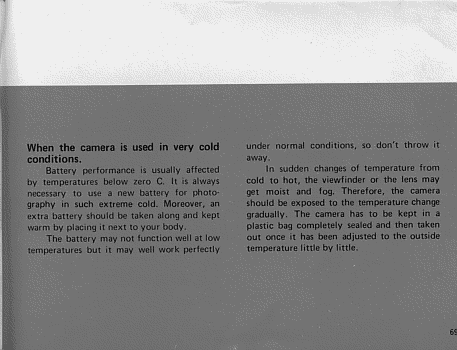 When the camera is used in very cold
conditions.
Battery performance is usually affected
by temperatures below zero C. It is always
necessary to use a new battery for photo-
graphy in such extreme cold. Moreover, an
extra battery should be taken along and kept
warm by placing it next to your body.
The battery may not function well at low
temperatures but it may well work perfectly
under normal conditions, so don't throw it
away.
In sudden changes of temperature from
cold to hot, the viewfinder or the lens may
get moist and fog. Therefore, the camera
should be exposed to the temperature change
gradually. The camera has to be kept in a
plastic bag completely sealed and then taken
out once it has been adjusted to the outside
temperature little by little.